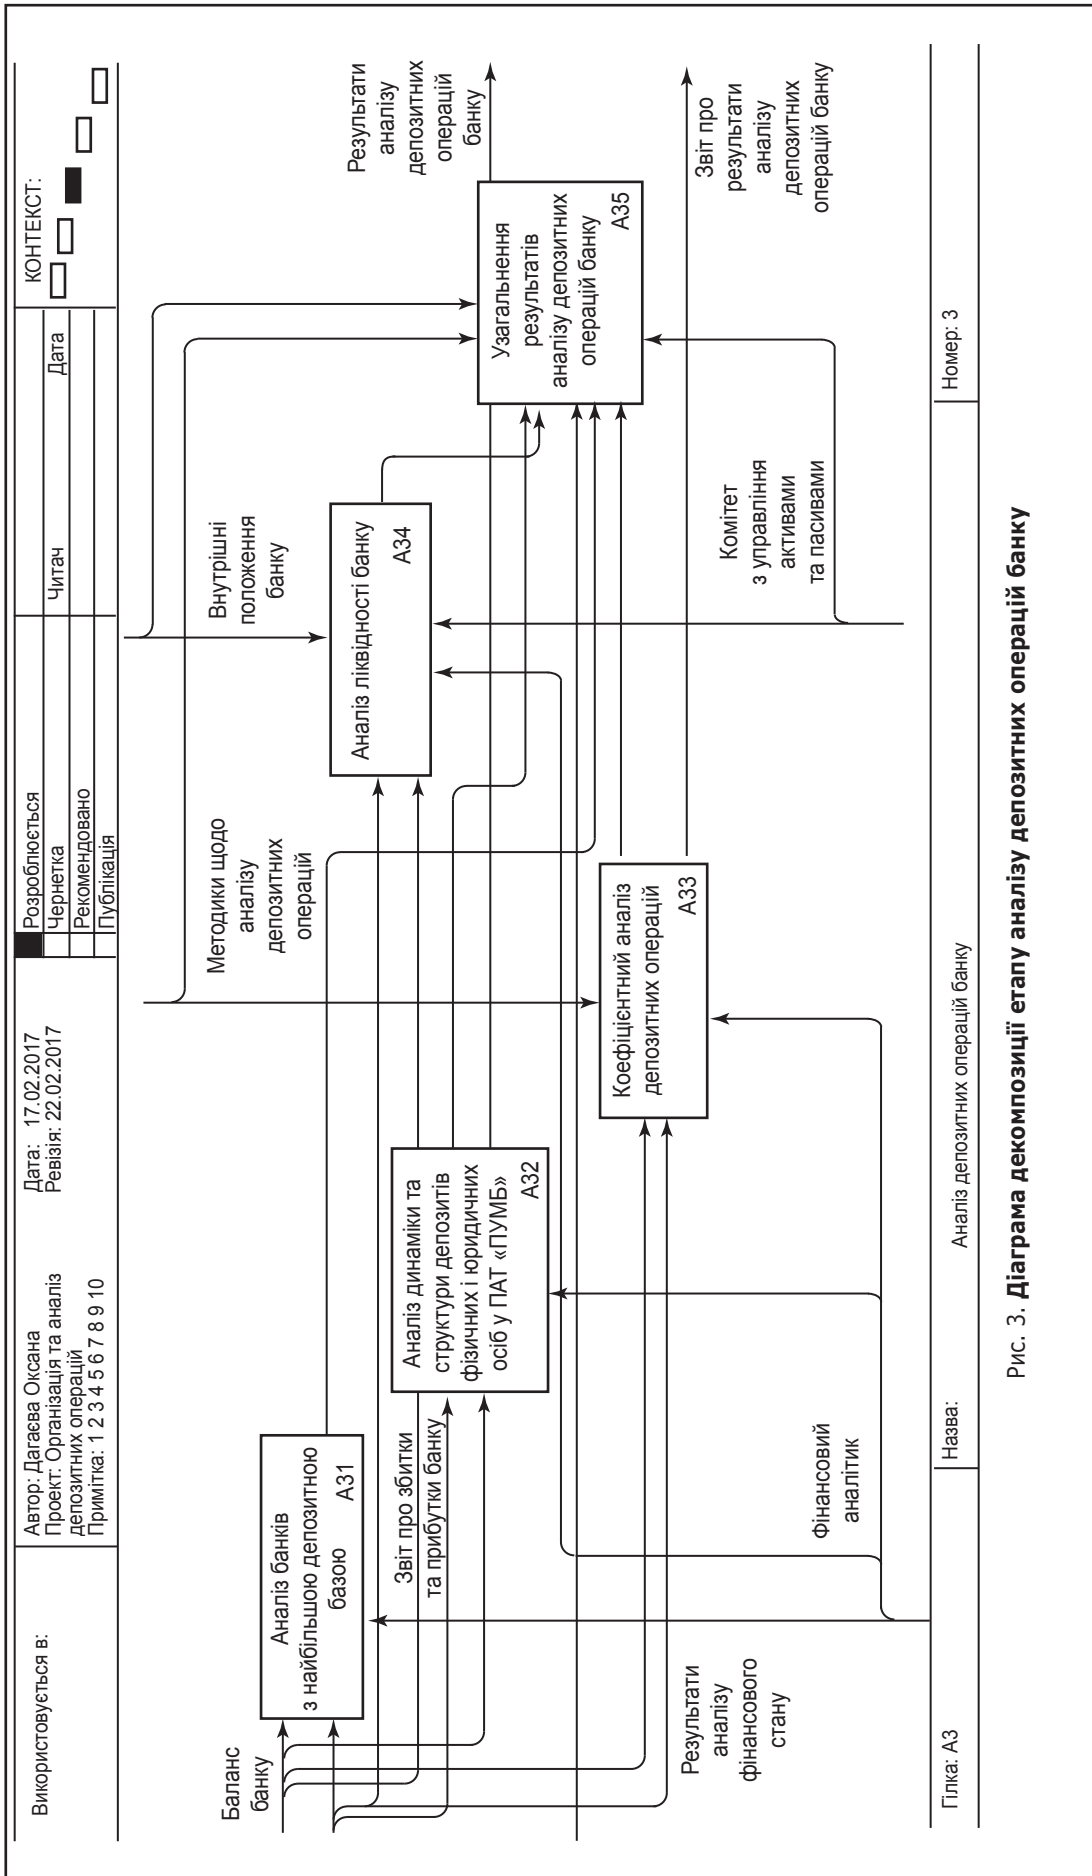 Використовується в:
Автор: Дагаєва Оксана
Проект: Організація та аналіз
депозитних операцій
Примітка: 1 2 3 4 5 6 7 8 9 10
Дата: 17.02.2017
Ревізія: 22.02.2017
Розроблюється
Чернетка
Рекомендовано
Публікація
Читач
Дата
КОНТЕКСТ:
Баланс
банку
Аналіз банків
з найбільшою депозитною
базою
А31
Звіт про збитки
та прибутки банку
Аналіз динаміки та
структури депозитів
фізичних і юридичних
осіб у ПАТ «ПУМБ»
А32
Методики щодо
аналізу
депозитних
операцій
Коефіцієнтний аналіз
депозитних операцій
А33
Внутрішні
положення
банку
Аналіз ліквідності банку
А34
Узагальнення
результатів
аналізу депозитних
операцій банку
А35
Результати
аналізу
депозитних
операцій
банку
Звіт про
результати
аналізу
депозитних
операцій банку
Результати
аналізу
фінансового
стану
Фінансовий
аналітик
Комітет
з управління
активами
та пасивами
Гілка: А3
Назва:
Аналіз депозитних операцій банку
Номер: 3
Рис. 3. Діаграма декомпозиції етапу аналізу депозитних операцій банку